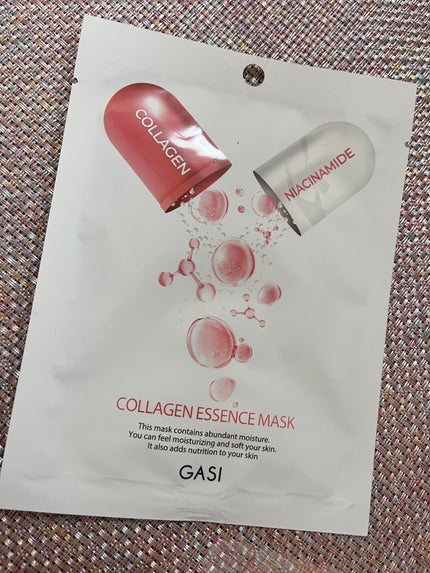 COLLAGEN
NIACINAMIDE
COLLAGEN ESSENCE MASK
This mask contains abundant moisture.
You can feel moisturizing and soft your skin.
It also adds nutrition to your skin
GASI